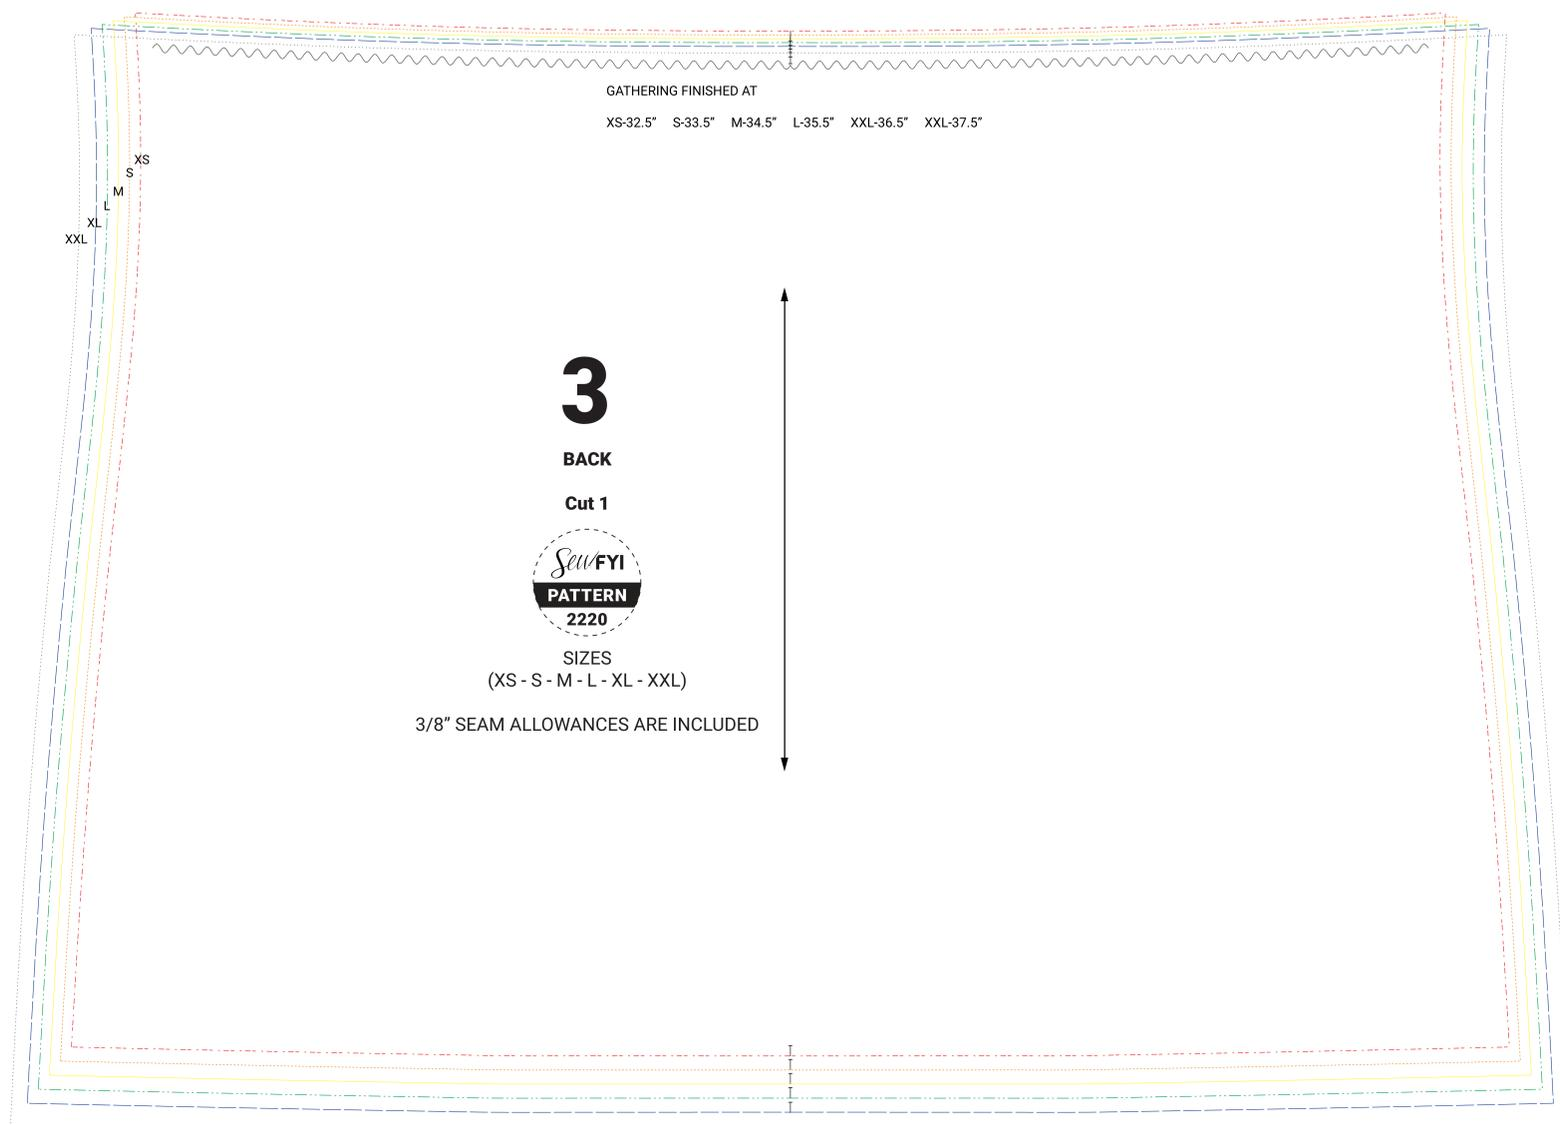 GATHERING FINISHED AT
XS-32.5” S-33.5” M-34.5” L-35.5” XXL-36.5” XXL-37.5”
XS
S
M
L
XL
XXL
3
BACK
Cut 1
Sew FYI
PATTERN
2220
SIZES
(XS - S - M - L - XL - XXL)
3/8” SEAM ALLOWANCES ARE INCLUDED